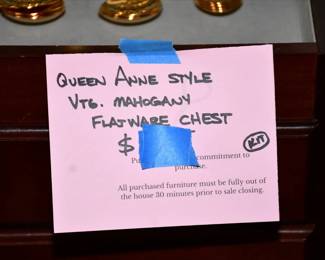 QUEEN ANNE STYLE
VTG. MAHOGANY
FLATWARE CHEST
$
commitment to
purchase.
All purchased furniture must be fully out of
the house 30 minutes prior to sale closing.